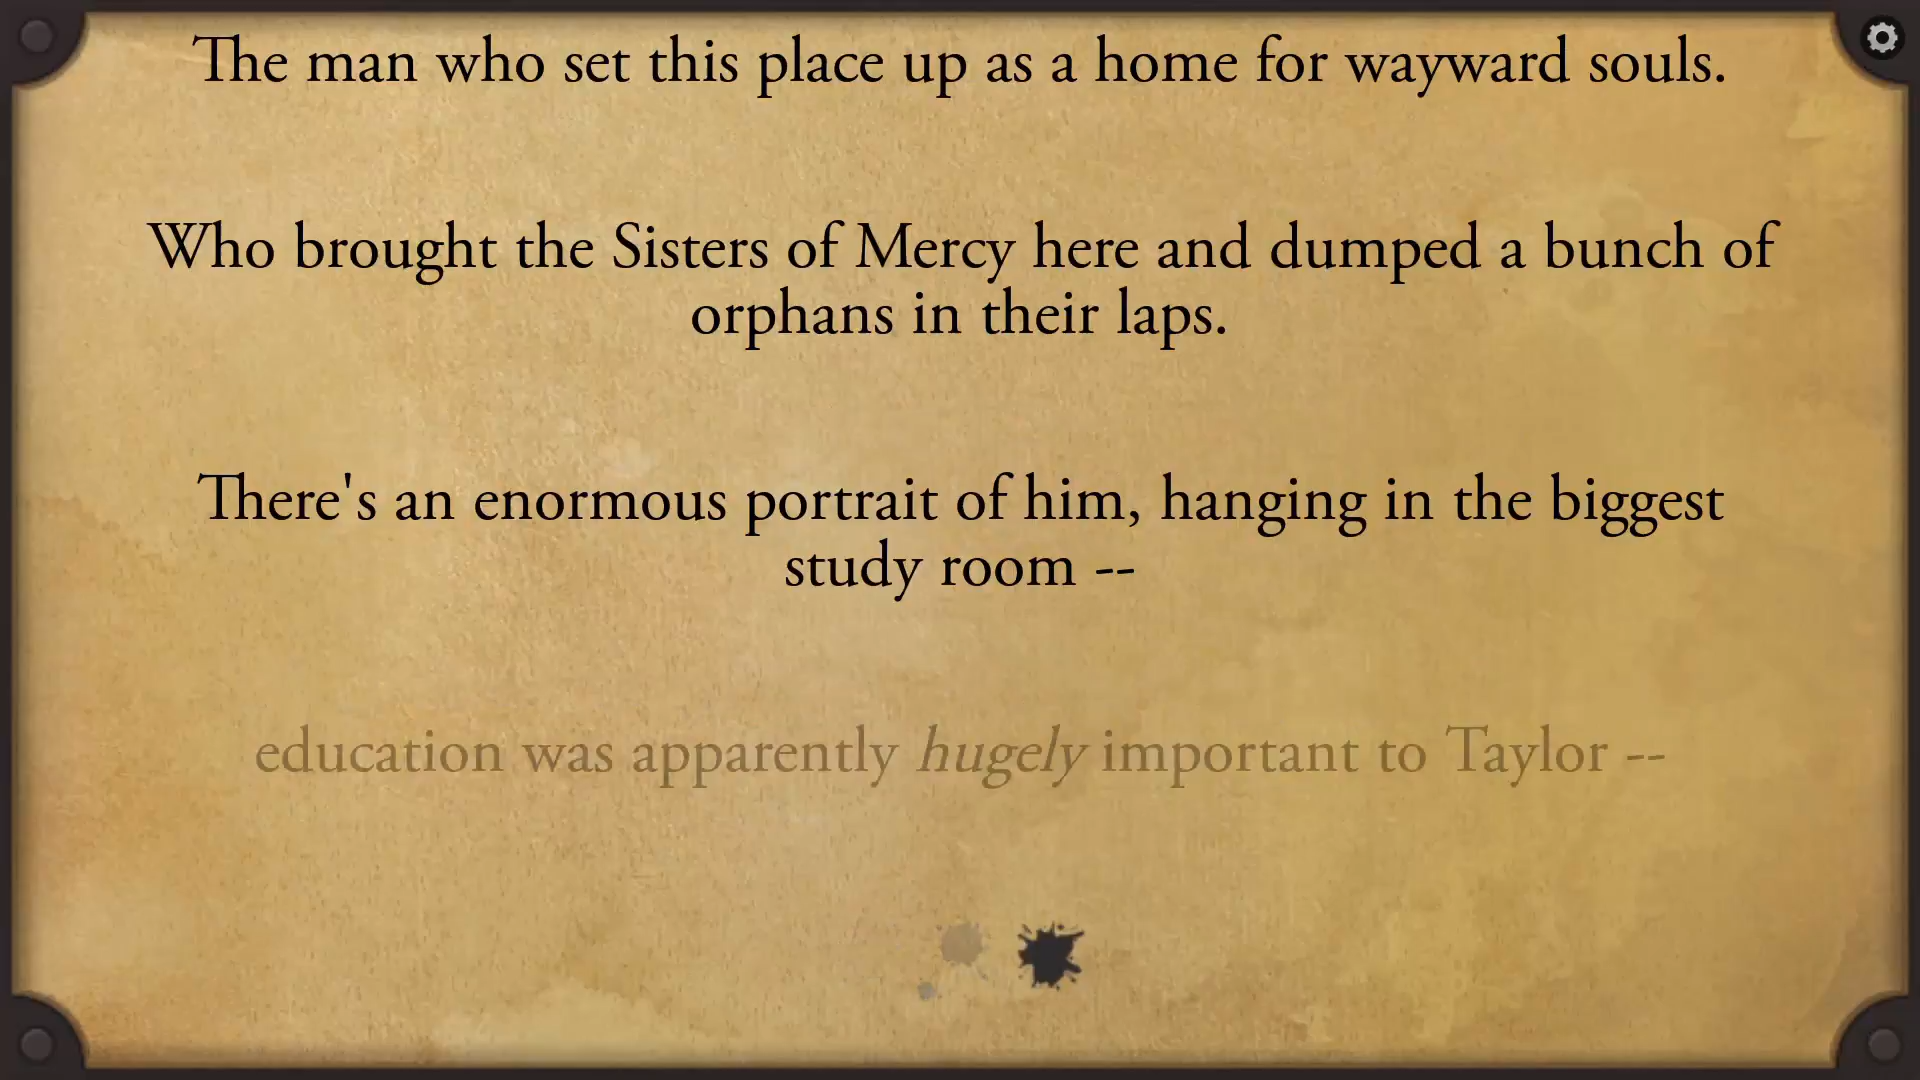 The man who set this place up as a home for wayward souls.
Who brought the Sisters of Mercy here and dumped a bunch of
orphans in their laps.
There's an enormous portrait of him, hanging in the biggest
study room --
education was apparently hugely important to Taylor --